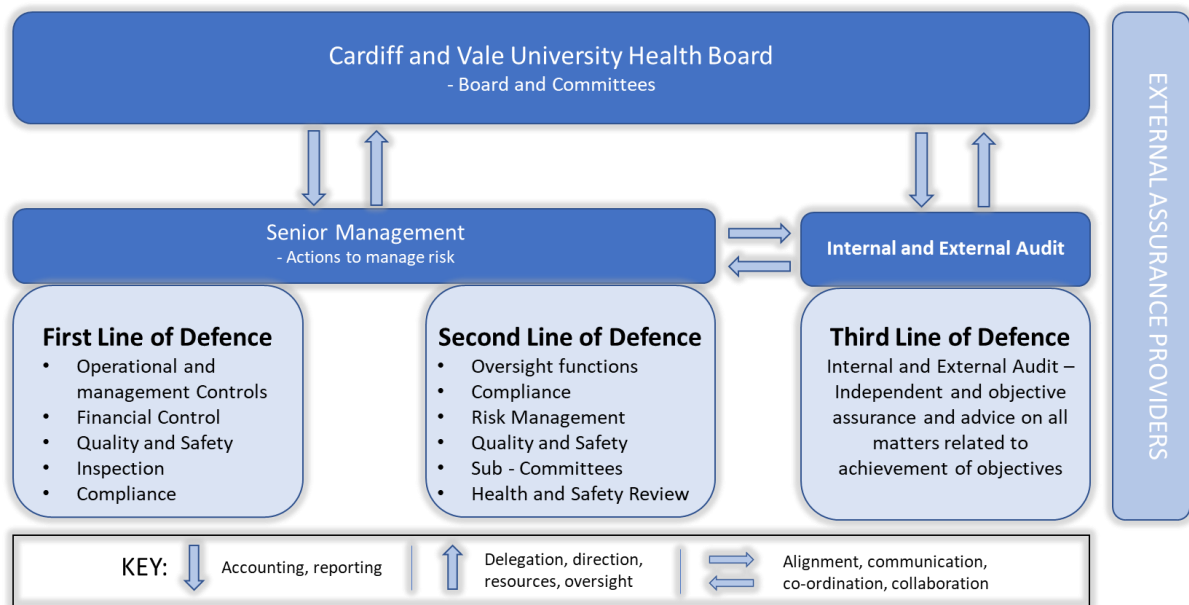 Cardiff and Vale University Health Board
- Board and Committees
EXTERNAL ASSURANCE PROVIDERS
Senior Management
- Actions to manage risk
Internal and External Audit
First Line of Defence
• Operational and
management Controls
• Financial Control
• Quality and Safety
• Inspection
• Compliance
Second Line of Defence
• Oversight functions
• Compliance
• Risk Management
• Quality and Safety
• Sub - Committees
• Health and Safety Review
Third Line of Defence
Internal and External Audit –
Independent and objective
assurance and advice on all
matters related to
achievement of objectives
KEY:
Accounting, reporting
Delegation, direction,
resources, oversight
Alignment, communication,
co-ordination, collaboration